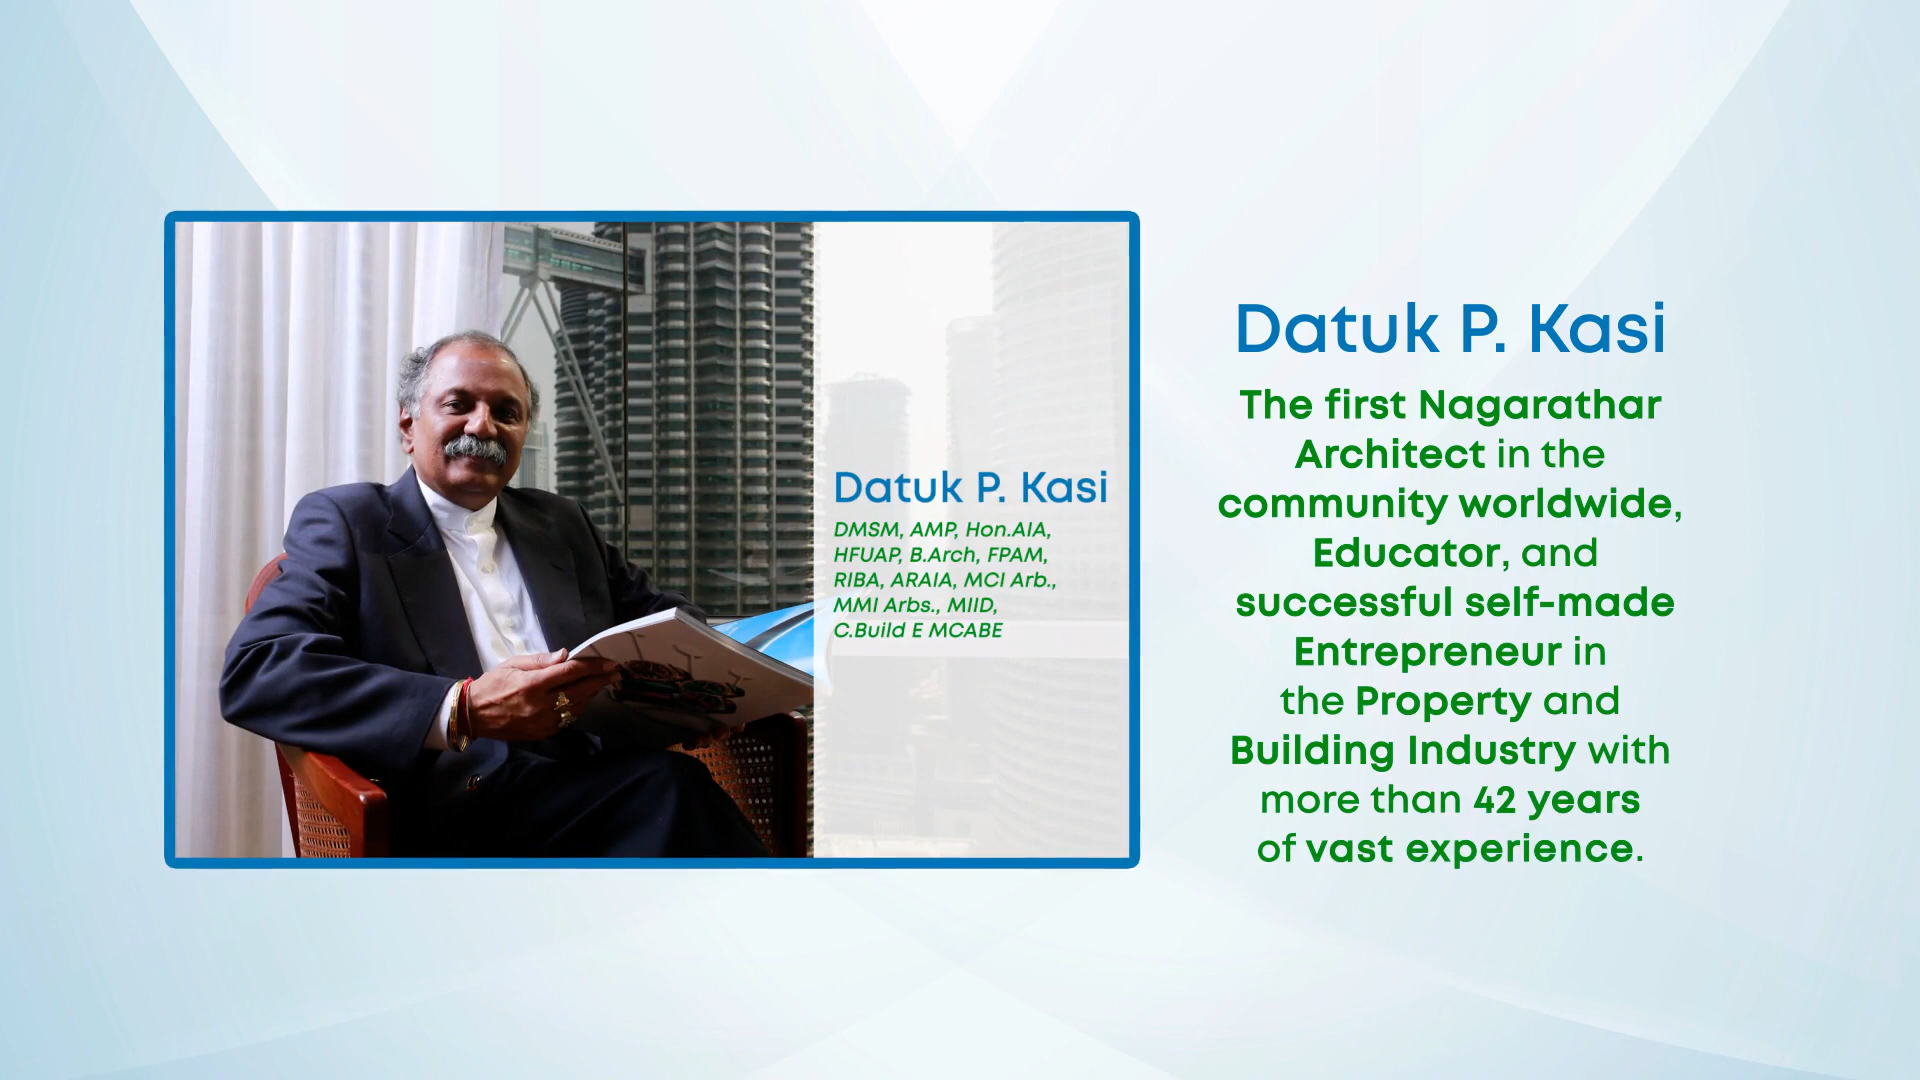 Datuk P. Kasi
DMSM, AMP, Hon.AIA,
HFUAP, B.Arch, FPAM,
RIBA, ARAIA, MCI Arb.,
MMI Arbs., MIID,
C.Build E MCABE
Datuk P. Kasi
The first Nagarathar
Architect in the
community worldwide,
Educator, and
successful self-made
Entrepreneur in
the Property and
Building Industry with
more than 42 years
of vast experience.